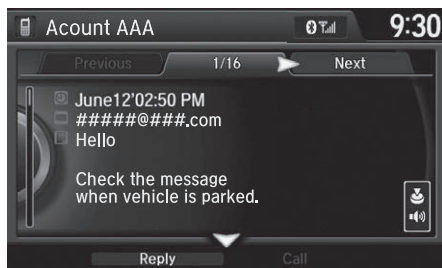 Acount AAA
9:30
Previous
1/16
Next
June12'02:50 PM
#####@###.com
Hello
Check the message
when vehicle is parked.
Reply
Call